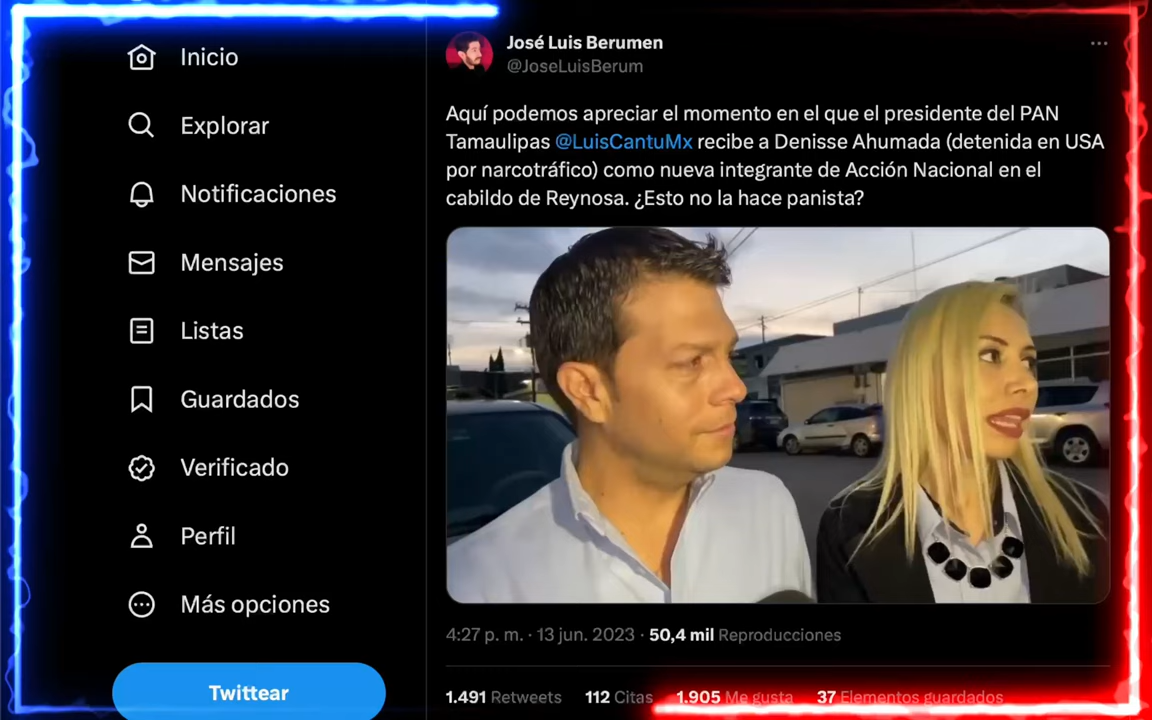 Inicio
Explorar
Notificaciones
Mensajes
Listas
Guardados
Verificado
Perfil
Más opciones
Twittear
José Luis Berumen
@JoseLuisBerum
Aquí podemos apreciar el momento en el que el presidente del PAN
Tamaulipas @LuisCantuMx recibe a Denisse Ahumada (detenida en USA
por narcotráfico) como nueva integrante de Acción Nacional en el
cabildo de Reynosa. ¿Esto no la hace panista?
4:27 p. m. · 13 jun. 2023 · 50,4 mil Reproducciones
1.491 Retweets 112 Citas 1.905 Me gusta 37 Elementos guardados